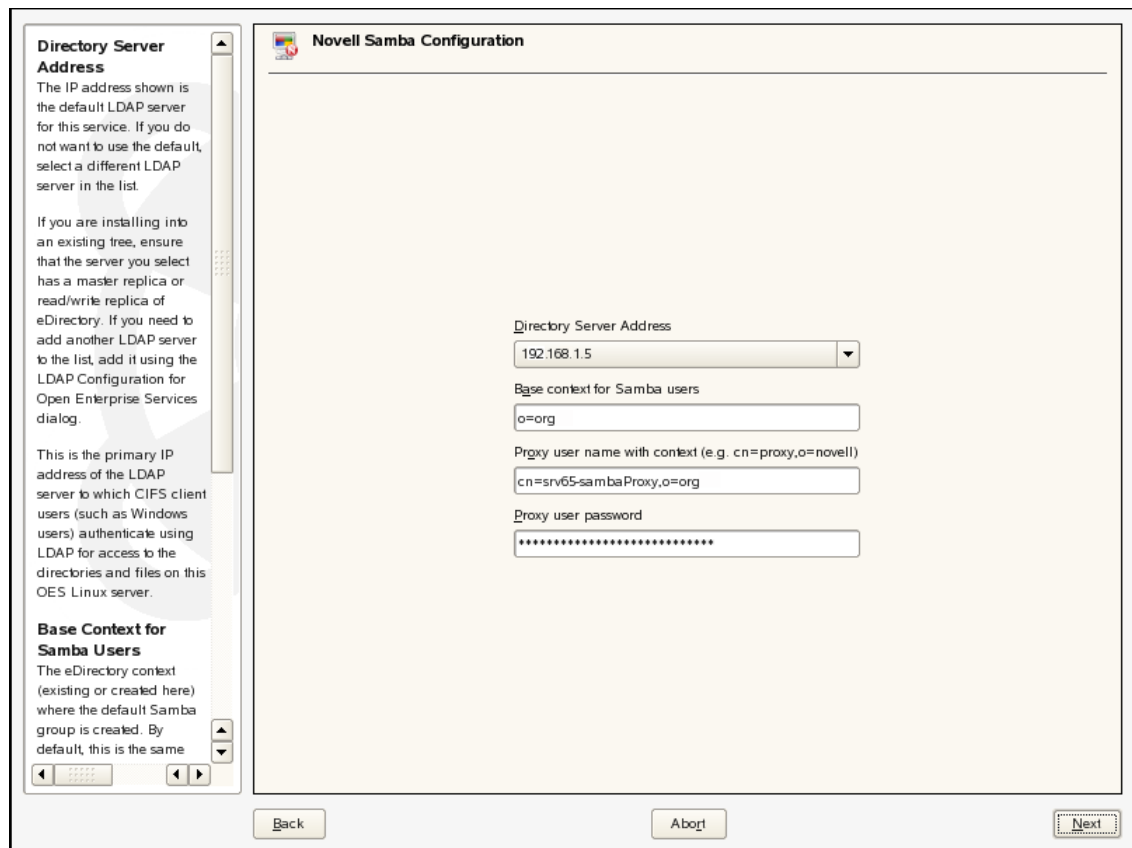 Directory Server
Address
The IP address shown is
the default LDAP server
for this service. If you do
not want to use the default,
select a different LDAP
server in the list.
If you are installing into
an existing tree, ensure
that the server you select
has a master replica or
read/write replica of
eDirectory. If you need to
add another LDAP server
to the list, add it using the
LDAP Configuration for
Open Enterprise Services
dialog.
This is the primary IP
address of the LDAP
server to which CIFS client
users (such as Windows
users) authenticate using
LDAP for access to the
directories and files on this
OES Linux server.
Base Context for
Samba Users
The eDirectory context
(existing or created here)
where the default Samba
group is created. By
default, this is the same
Novell Samba Configuration
Directory Server Address
192.168.1.5
Base context for Samba users
o=org
Proxy user name with context (e.g. cn=proxy,o=novell)
cn=srv65-sambaProxy,o=org
Proxy user password
****************************
Back
Abort
Next